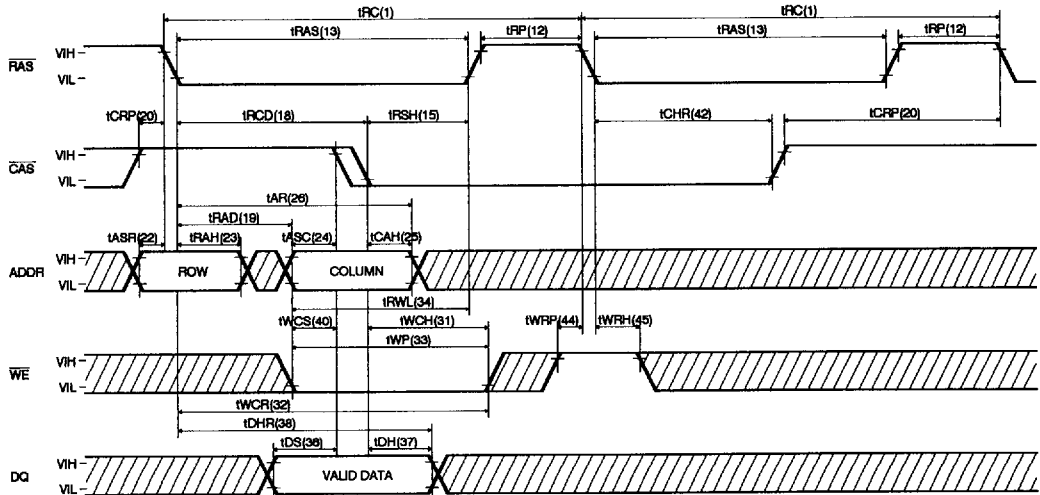 tRC(1) tRC(1)
tRAS(13) tRP(12) tRAS(13) tRP(12)
RAS VIH VIL
tCRP(20) tRCD(18) tRSH(15) tCHR(42) tCRP(20)
CAS VIH VIL
tAR(26)
tRAD(19)
tASR(22) tRAH(23) tASC(24) tCAH(25)
ADDR VIH VIL ROW COLUMN
tRWL(34)
tWCS(40) tWCH(31) tWRP(44) tWRH(45)
tWP(33)
WE VIH VIL
tWCR(32)
tDHR(38)
tDS(36) tDH(37)
DQ VIH VIL VALID DATA